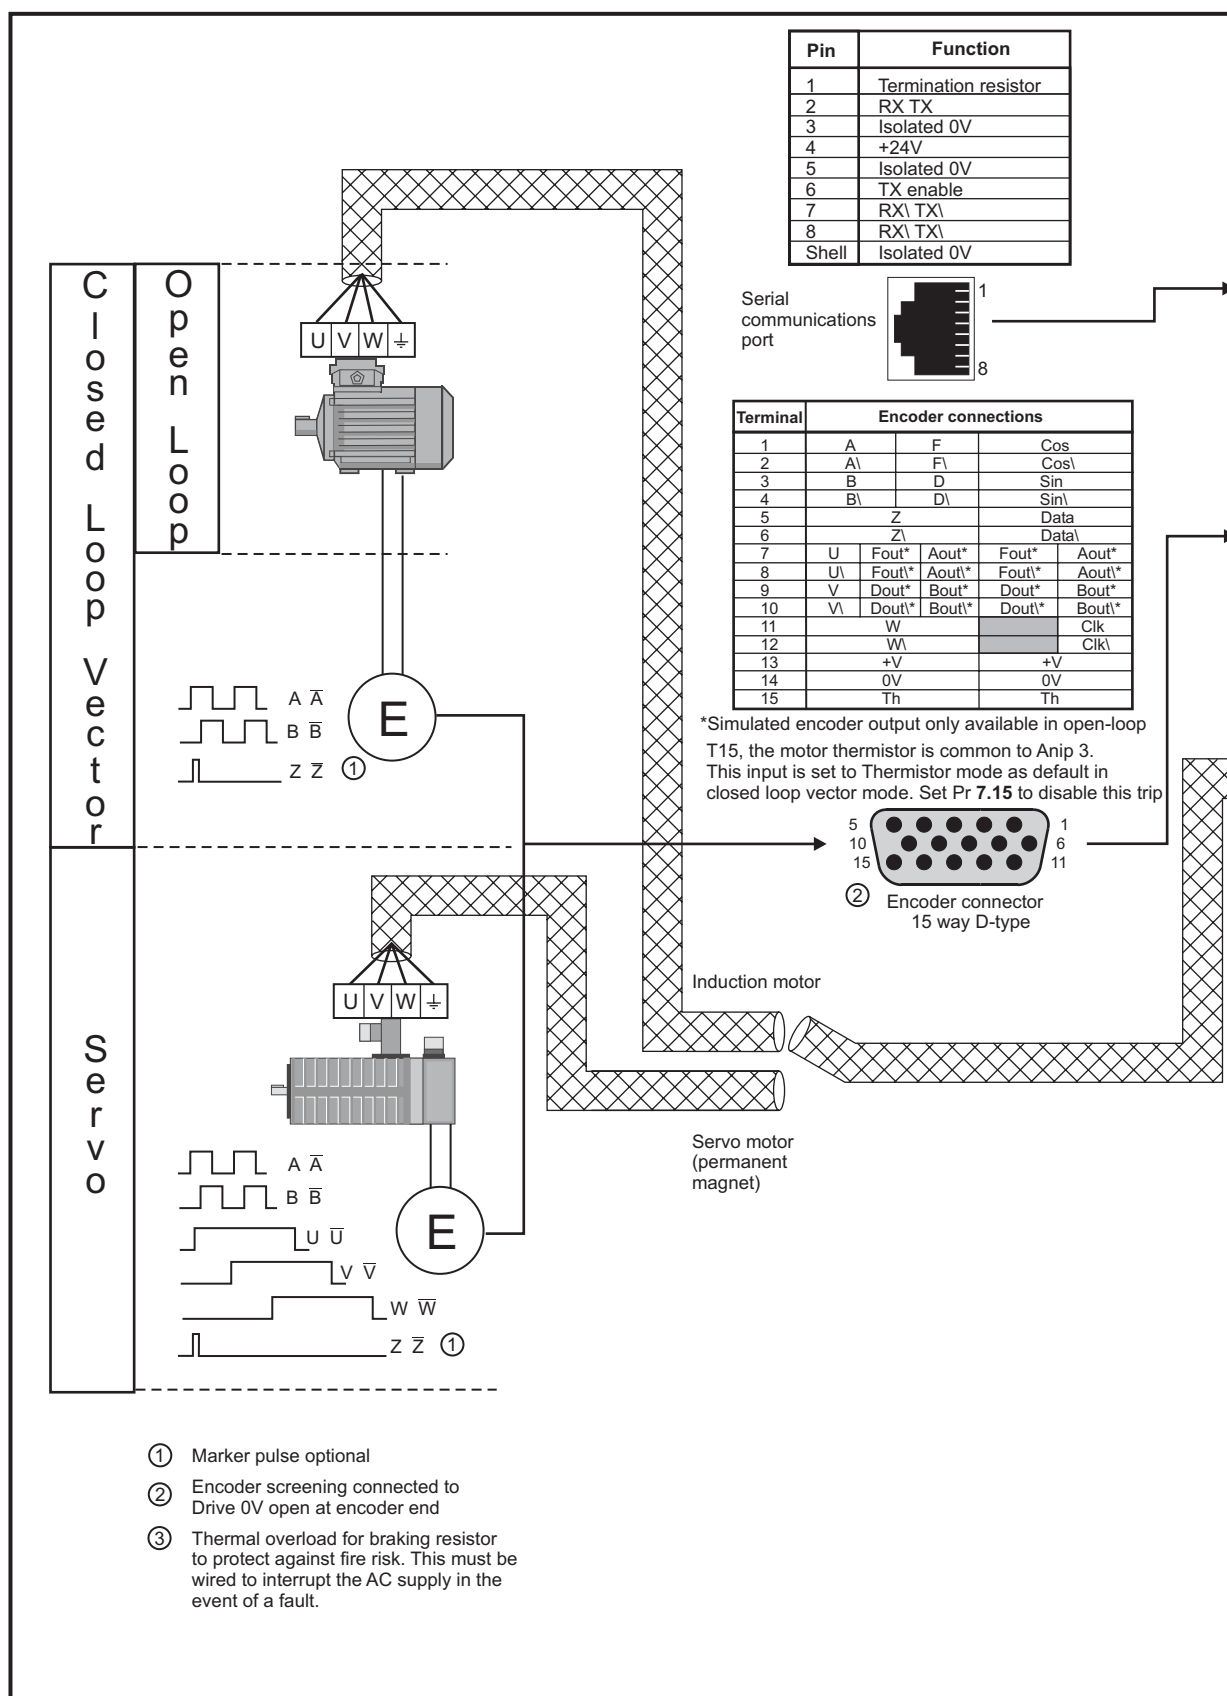 Pin Function
1 Termination resistor
2 RX TX
3 Isolated 0V
4 +24V
5 Isolated 0V
6 TX enable
7 RX\ TX\
8 RX\ TX\
Shell Isolated 0V
Serial
communications
port
1
8
Closed Loop Vector
Open Loop
U V W
Terminal Encoder connections
1 A F Cos
2 A\ F\ Cos\
3 B D Sin
4 B\ D\ Sin\
5 Z Data
6 Z\ Data\
7 U Fout* Aout* Fout* Aout*
8 U\ Fout\* Aout\* Fout\* Aout\*
9 V Dout* Bout* Dout* Bout*
10 V\ Dout\* Bout\* Dout\* Bout\*
11 W Clk
12 W\ Clk\
13 +V +V
14 0V 0V
15 Th Th
*Simulated encoder output only available in open-loop
T15, the motor thermistor is common to Anip 3.
This input is set to Thermistor mode as default in
closed loop vector mode. Set Pr 7.15 to disable this trip
E
A A̅
B B̅
Z Z̅ ①
5 1
10 6
15 11
② Encoder connector
15 way D-type
Servo
U V W
Induction motor
Servo motor
(permanent
magnet)
E
A A̅
B B̅
U U̅
V V̅
W W̅
Z Z̅ ①
① Marker pulse optional
② Encoder screening connected to
Drive 0V open at encoder end
③ Thermal overload for braking resistor
to protect against fire risk. This must be
wired to interrupt the AC supply in the
event of a fault.